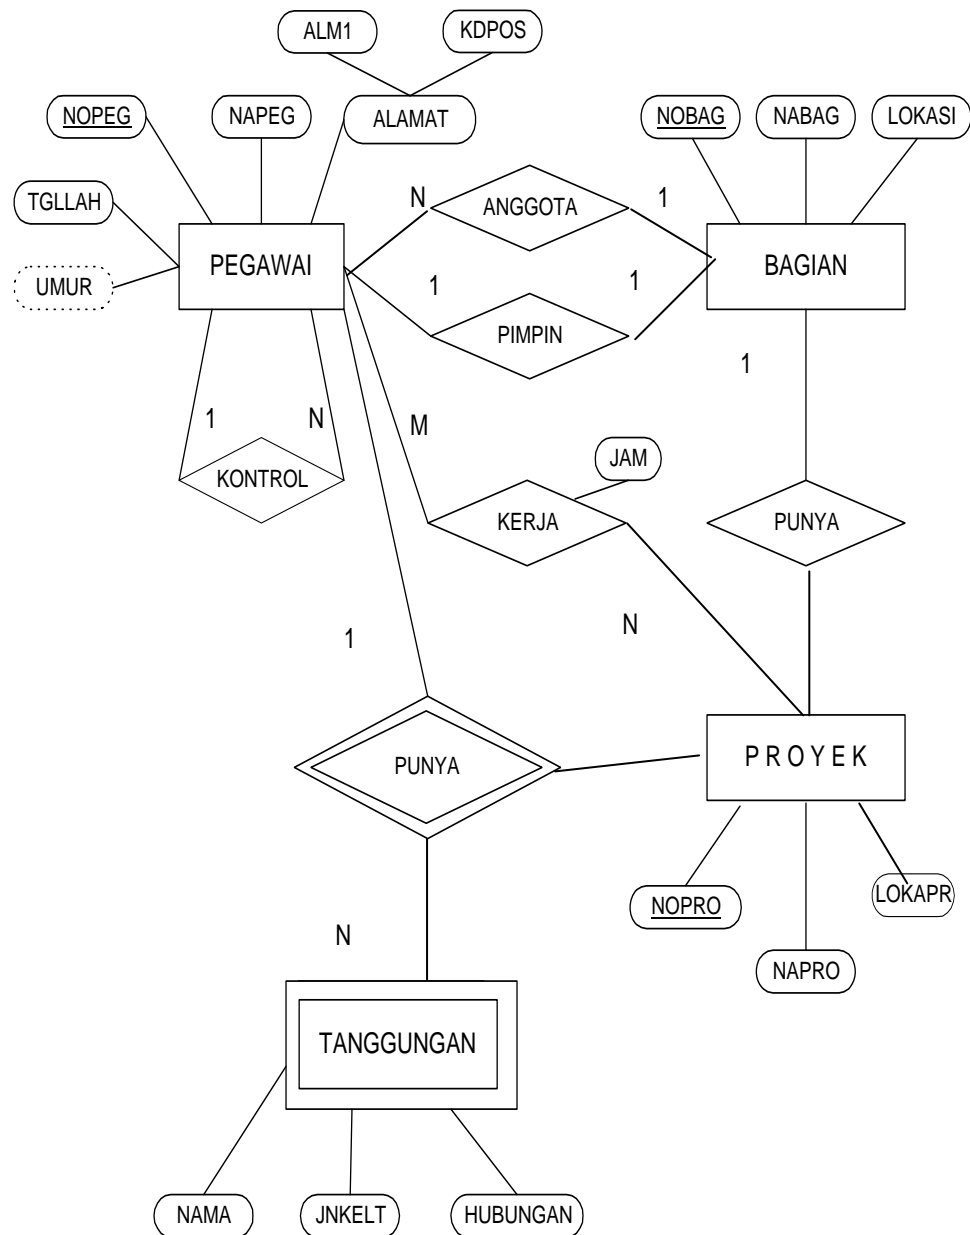 ALM1
KDPOS
NOPEG
NAPEG
ALAMAT
NOBAG
NABAG
LOKASI
TGLLAH
N
ANGGOTA
1
PEGAWAI
BAGIAN
UMUR
1
1
PIMPIN
1
1
N
M
KONTROL
JAM
KERJA
PUNYA
1
N
PUNYA
PROYEK
NOPRO
LOKAPR
N
NAPRO
TANGGUNGAN
NAMA
JNKELT
HUBUNGAN